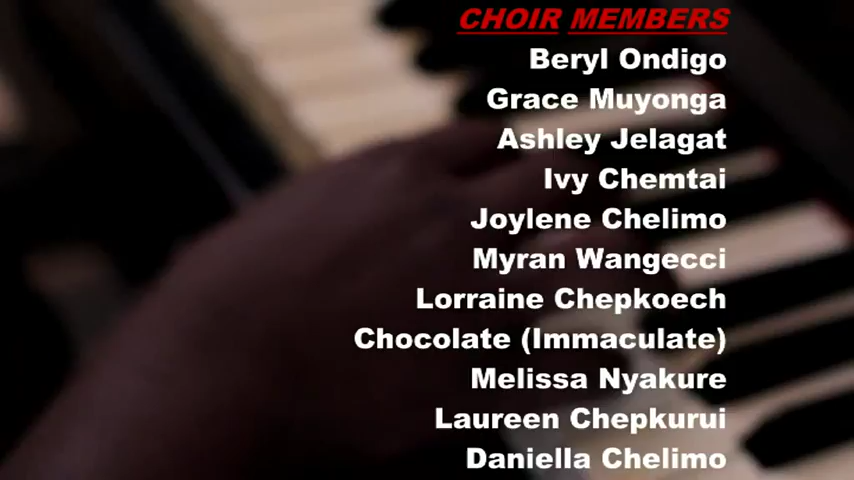 CHOIR MEMBERS
Beryl Ondigo
Grace Muyonga
Ashley Jelagat
Ivy Chemtai
Joylene Chelimo
Myran Wangecci
Lorraine Chepkoech
Chocolate (Immaculate)
Melissa Nyakure
Laureen Chepkurui
Daniella Chelimo